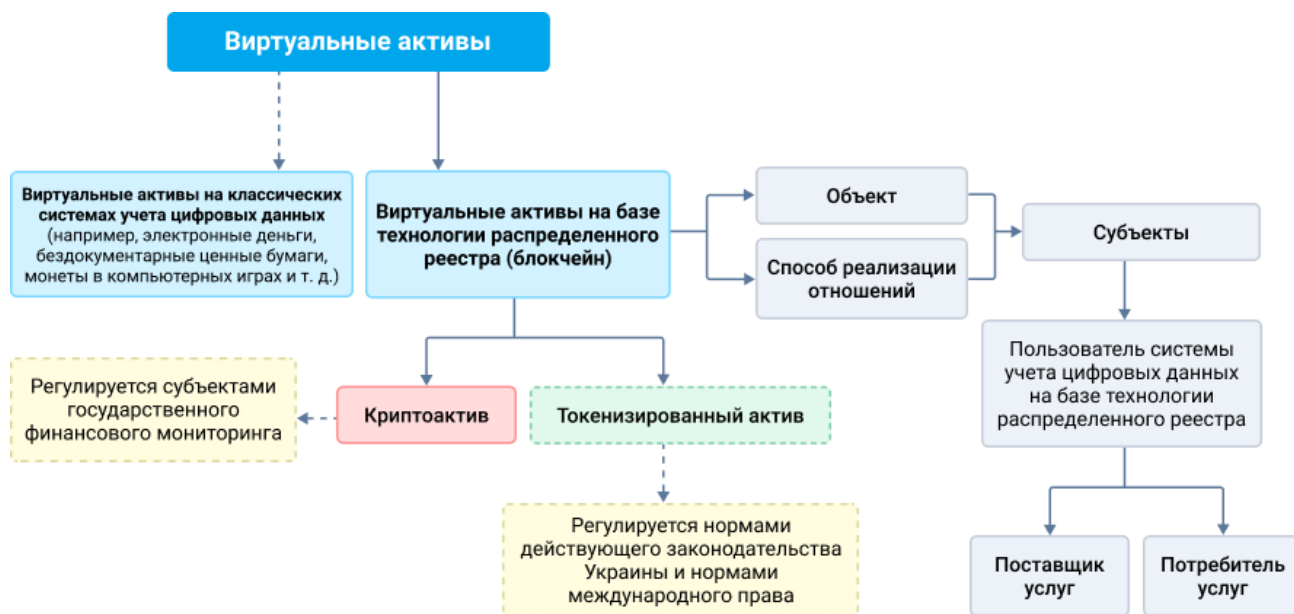 Виртуальные активы
Виртуальные активы на классических
системах учета цифровых данных
(например, электронные деньги,
бездокументарные ценные бумаги,
монеты в компьютерных играх и т. д.)
Виртуальные активы на базе
технологии распределенного
реестра (блокчейн)
Объект
Способ реализации
отношений
Субъекты
Пользователь системы
учета цифровых данных
на базе технологии
распределенного реестра
Регулируется субъектами
государственного
финансового мониторинга
Криптоактив
Токенизированный актив
Регулируется нормами
действующего законодательства
Украины и нормами
международного права
Поставщик
услуг
Потребитель
услуг